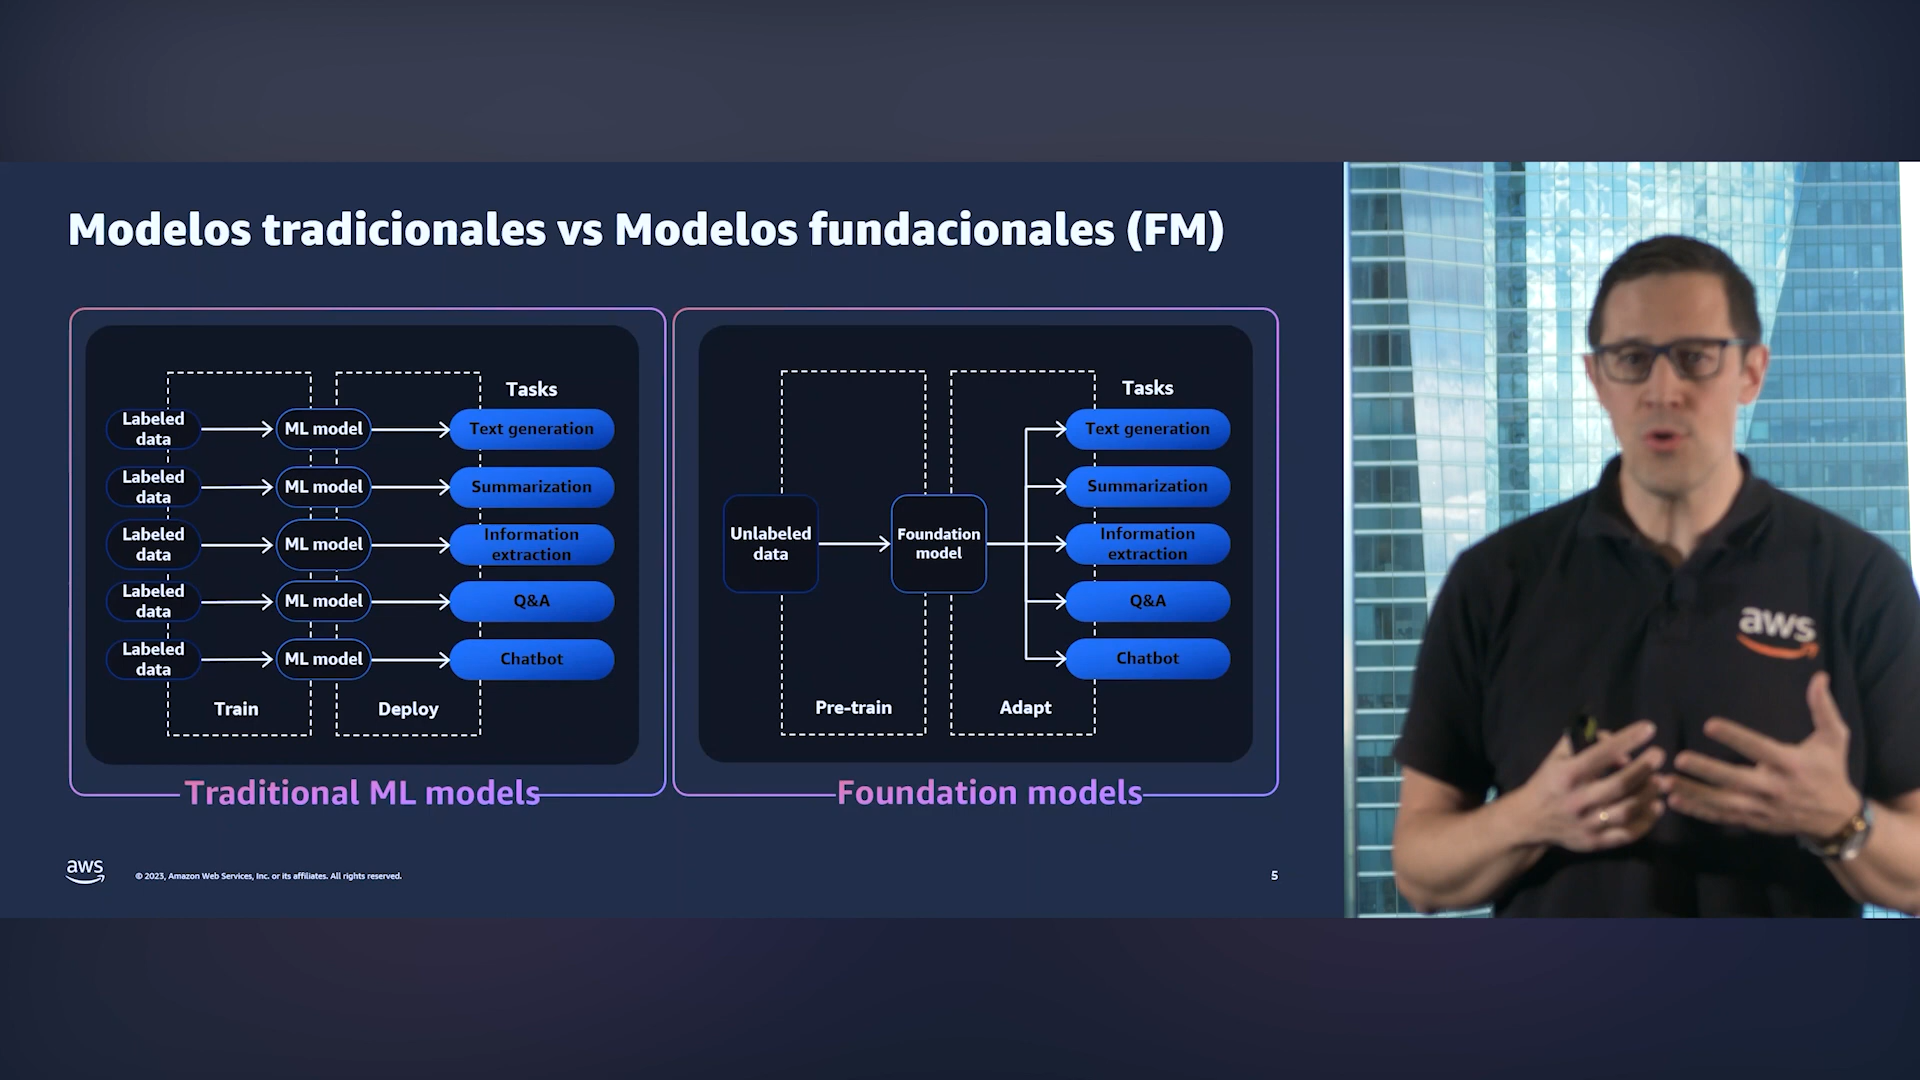 Modelos tradicionales vs Modelos fundacionales (FM)
Tasks
Labeled
data
ML model
Text generation
Labeled
data
ML model
Summarization
Labeled
data
ML model
Information
extraction
Labeled
data
ML model
Q&A
Labeled
data
ML model
Chatbot
Train
Deploy
Traditional ML models
Tasks
Unlabeled
data
Foundation
model
Text generation
Summarization
Information
extraction
Q&A
Chatbot
Pre-train
Adapt
Foundation models
aws
© 2023, Amazon Web Services, Inc. or its affiliates. All rights reserved.
5
aws